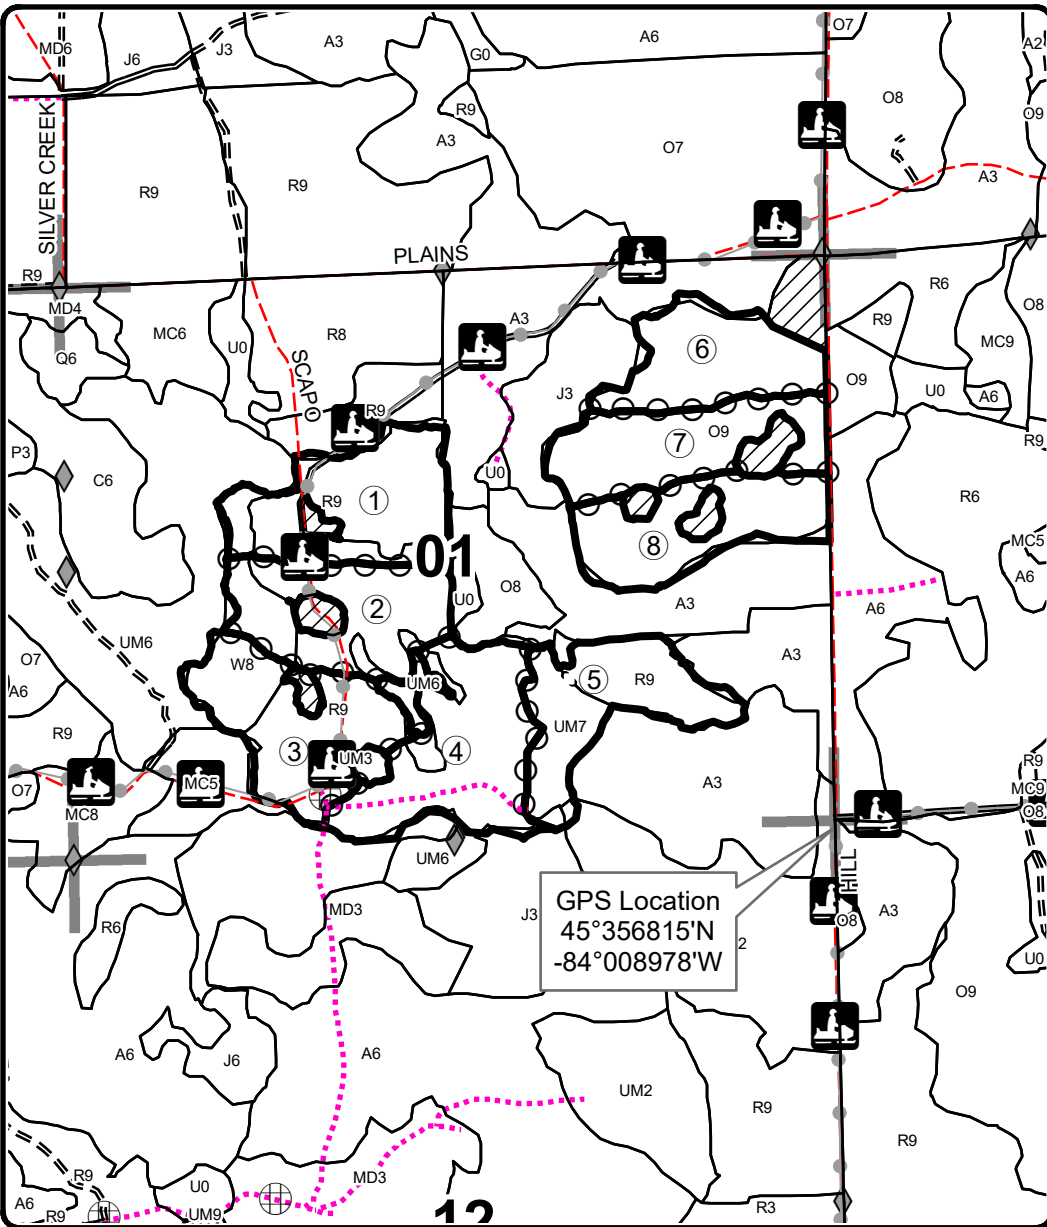 MD6
J6
J3
A3
G0
A6
O7
A2
R9
O8
O9
A3
O7
SILVER CREEK
R9
R9
A3
PLAINS
R9
MD4
R6
O8
Q6
MC6
U0
R8
A3
R9
MC9
SCAPO
6
J3
O9
U0
A6
R9
R9
P3
C6
7
O9
U0
R9
1
R6
8
01
MC5
A6
U0
O8
2
A3
A6
UM6
O7
A6
W8
A3
UM6
5
R9
R9
R9
UM7
3
UM3
4
A3
R9
O7
MC5
MC9
MC8
O8
UM6
HILL
GPS Location
45°356815'N
-84°008978'W
MD3
J3
A3
O8
R6
2
U0
O9
A6
J6
A6
UM2
R9
R9
R9
U0
MD3
A6
R9
UM9
12
R3